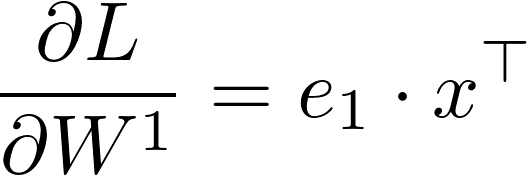 ∂L/∂W¹ = e₁ · x^⊤